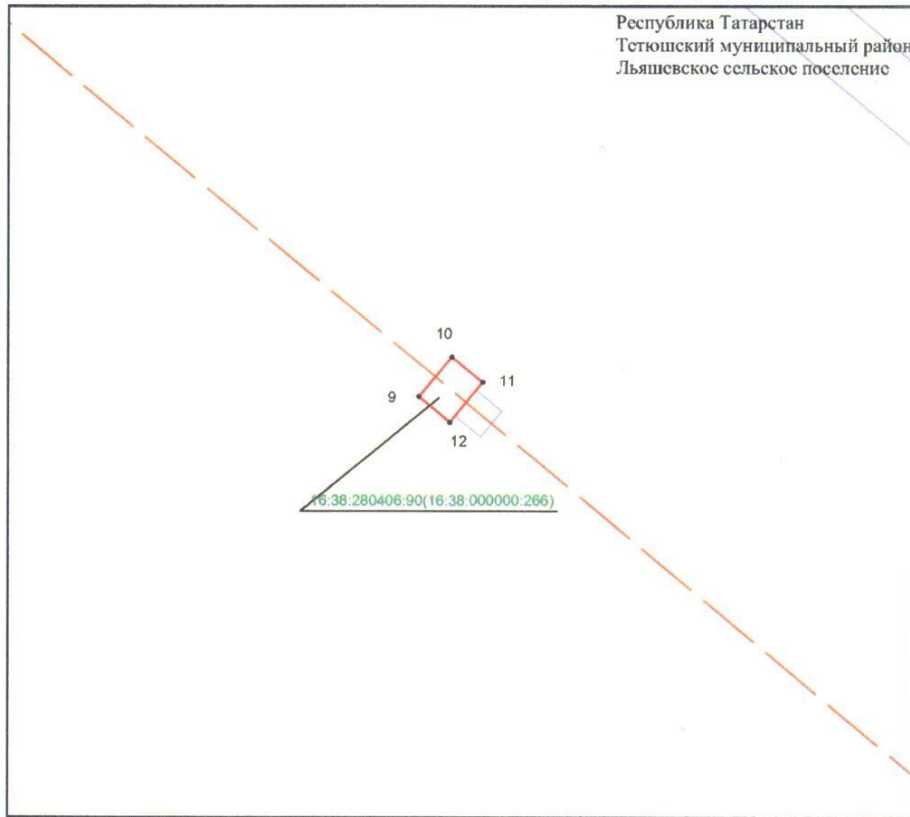 Республика Татарстан
Тетюшский муниципальный район
Льяшевское сельское поселение
10
11
9
12
16:38:280406:90(16:38:000000:266)